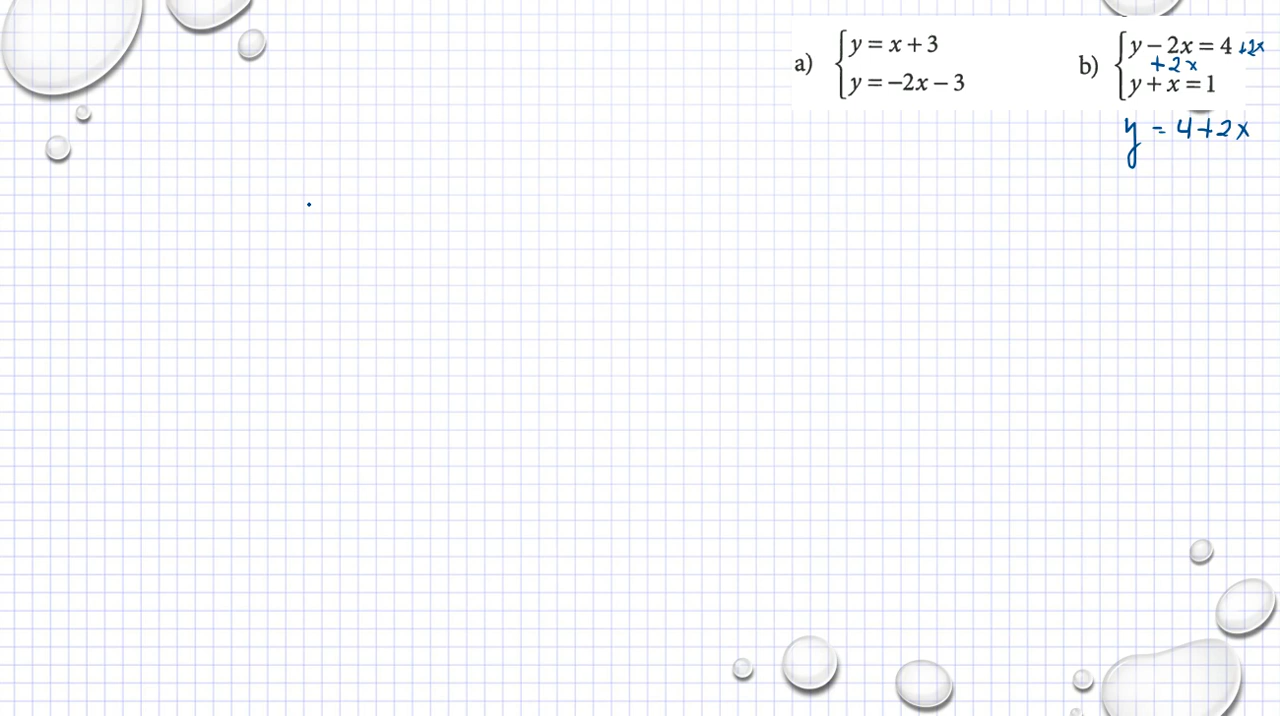 a) y = x + 3
y = −2x − 3
b) y − 2x = 4 +2x
+2x
y + x = 1
y = 4+2x